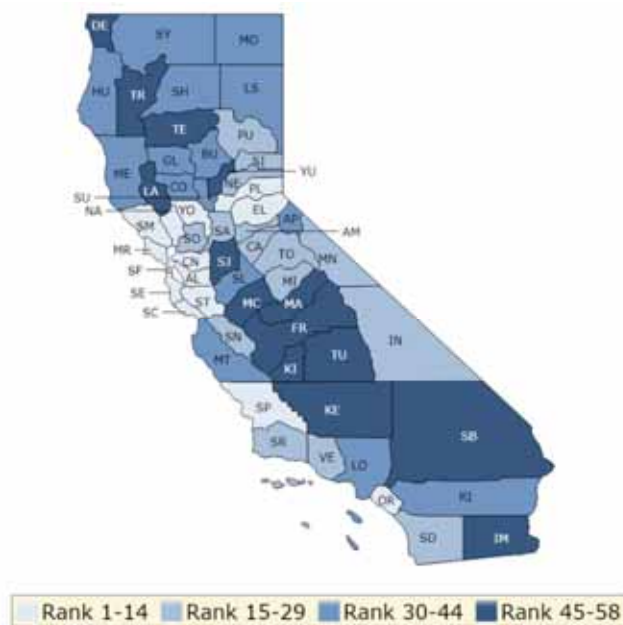 DE
SY
MO
HU
TR
SH
LS
TE
PU
ME
GL
BU
SI
YU
SU
LA
CO
NE
PL
NA
YO
EL
AP
SM
SO
SA
AM
MR
CN
SJ
CA
TO
MN
SF
AL
SL
MI
SE
ST
MC
MA
SC
FR
SN
IN
MT
KI
TU
SP
KE
SB
SR
VE
LO
OR
RI
SD
IM
Rank 1-14 Rank 15-29 Rank 30-44 Rank 45-58